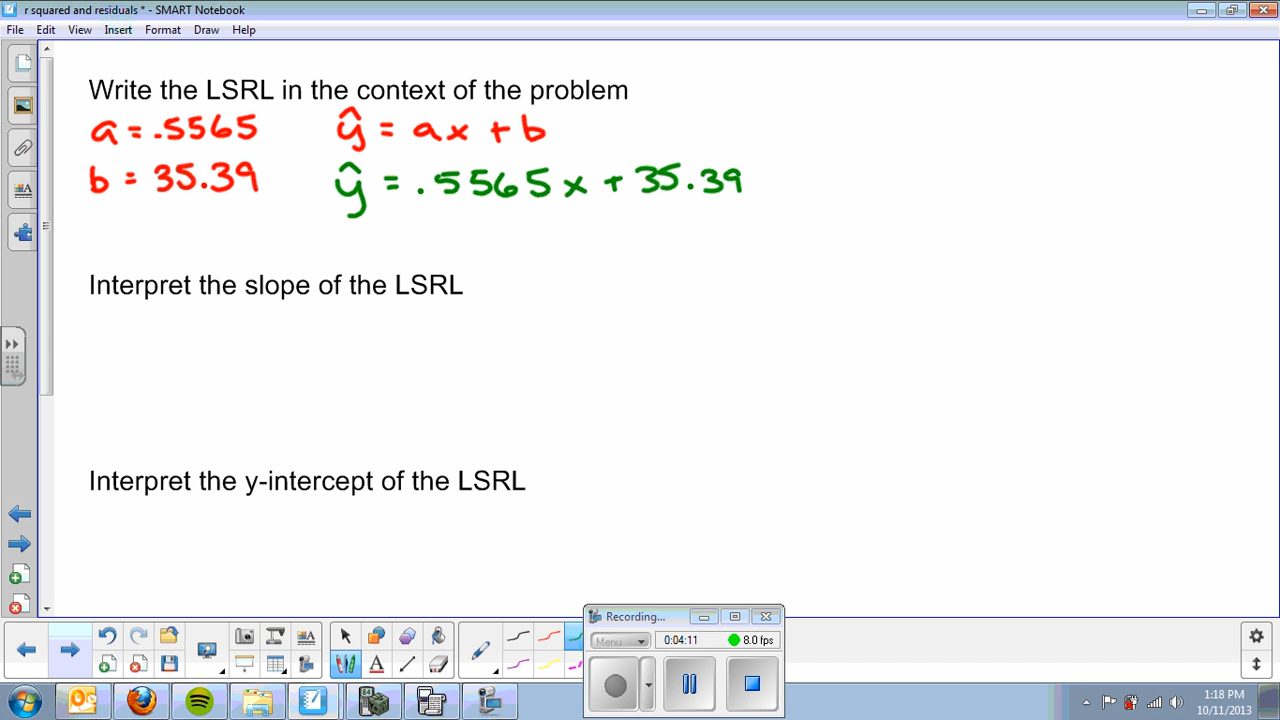 r squared and residuals * - SMART Notebook
File Edit View Insert Format Draw Help
Write the LSRL in the context of the problem
a = .5565 ŷ = ax + b
b = 35.39 ŷ = .5565x + 35.39
Interpret the slope of the LSRL
Interpret the y-intercept of the LSRL
Recording...
Menu 0:04:11 8.0 fps
1:18 PM
10/11/2013